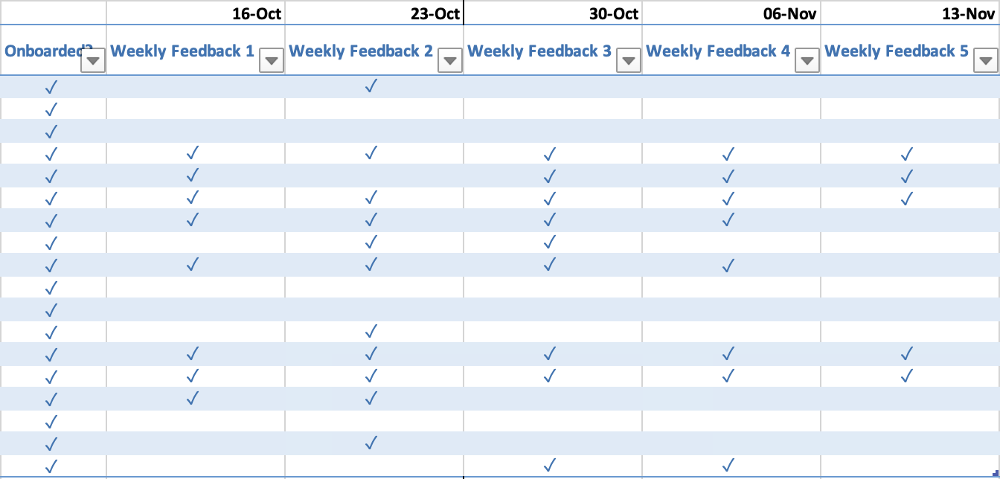 16-Oct 23-Oct 30-Oct 06-Nov 13-Nov
Onboarded? Weekly Feedback 1 Weekly Feedback 2 Weekly Feedback 3 Weekly Feedback 4 Weekly Feedback 5
✓ ✓
✓
✓
✓ ✓ ✓ ✓ ✓ ✓
✓ ✓ ✓ ✓ ✓
✓ ✓ ✓ ✓ ✓ ✓
✓ ✓ ✓ ✓ ✓
✓ ✓ ✓
✓ ✓ ✓ ✓ ✓
✓
✓
✓ ✓
✓ ✓ ✓ ✓ ✓ ✓
✓ ✓ ✓ ✓ ✓ ✓
✓ ✓ ✓
✓
✓ ✓
✓ ✓ ✓